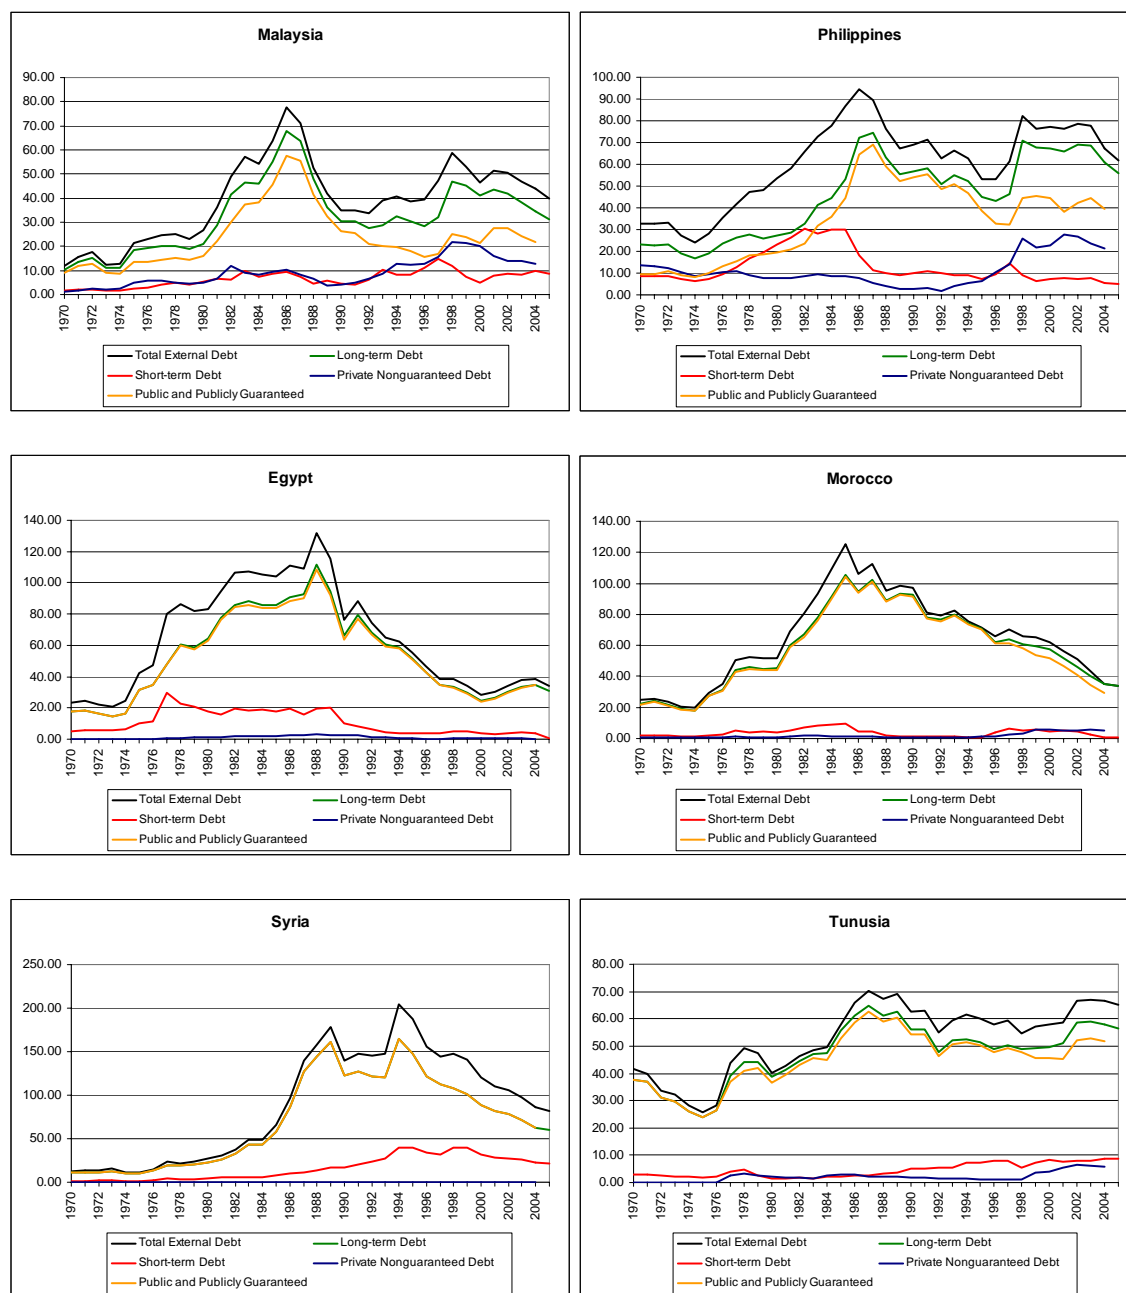 Malaysia
90.00
80.00
70.00
60.00
50.00
40.00
30.00
20.00
10.00
0.00
1970 1972 1974 1976 1978 1980 1982 1984 1986 1988 1990 1992 1994 1996 1998 2000 2002 2004
Total External Debt Long-term Debt
Short-term Debt Private Nonguaranteed Debt
Public and Publicly Guaranteed
Philippines
100.00
90.00
80.00
70.00
60.00
50.00
40.00
30.00
20.00
10.00
0.00
1970 1972 1974 1976 1978 1980 1982 1984 1986 1988 1990 1992 1994 1996 1998 2000 2002 2004
Total External Debt Long-term Debt
Short-term Debt Private Nonguaranteed Debt
Public and Publicly Guaranteed
Egypt
140.00
120.00
100.00
80.00
60.00
40.00
20.00
0.00
1970 1972 1974 1976 1978 1980 1982 1984 1986 1988 1990 1992 1994 1996 1998 2000 2002 2004
Total External Debt Long-term Debt
Short-term Debt Private Nonguaranteed Debt
Public and Publicly Guaranteed
Morocco
140.00
120.00
100.00
80.00
60.00
40.00
20.00
0.00
1970 1972 1974 1976 1978 1980 1982 1984 1986 1988 1990 1992 1994 1996 1998 2000 2002 2004
Total External Debt Long-term Debt
Short-term Debt Private Nonguaranteed Debt
Public and Publicly Guaranteed
Syria
250.00
200.00
150.00
100.00
50.00
0.00
1970 1972 1974 1976 1978 1980 1982 1984 1986 1988 1990 1992 1994 1996 1998 2000 2002 2004
Total External Debt Long-term Debt
Short-term Debt Private Nonguaranteed Debt
Public and Publicly Guaranteed
Tunusia
80.00
70.00
60.00
50.00
40.00
30.00
20.00
10.00
0.00
1970 1972 1974 1976 1978 1980 1982 1984 1986 1988 1990 1992 1994 1996 1998 2000 2002 2004
Total External Debt Long-term Debt
Short-term Debt Private Nonguaranteed Debt
Public and Publicly Guaranteed